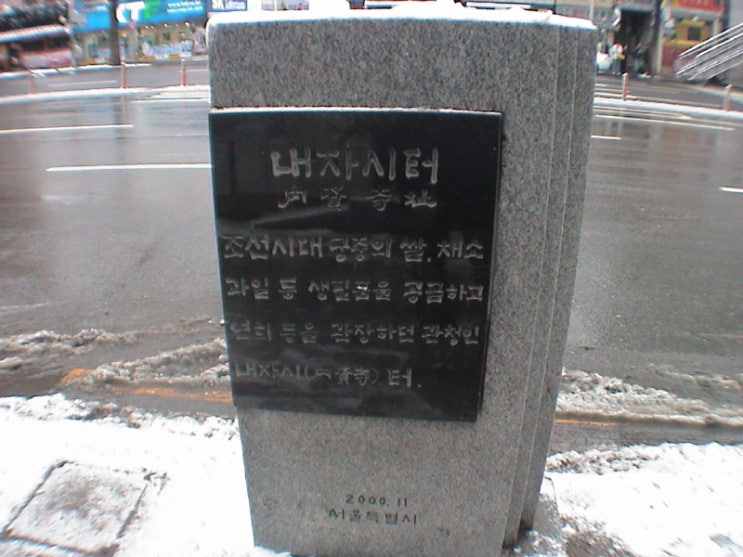 내자시터
內資寺址
조선시대 궁중의 쌀, 채소
과일 등 생필품을 공급하고
연회 등을 관장하던 관청인
내자시(內資寺) 터.
2000. 11
서울특별시